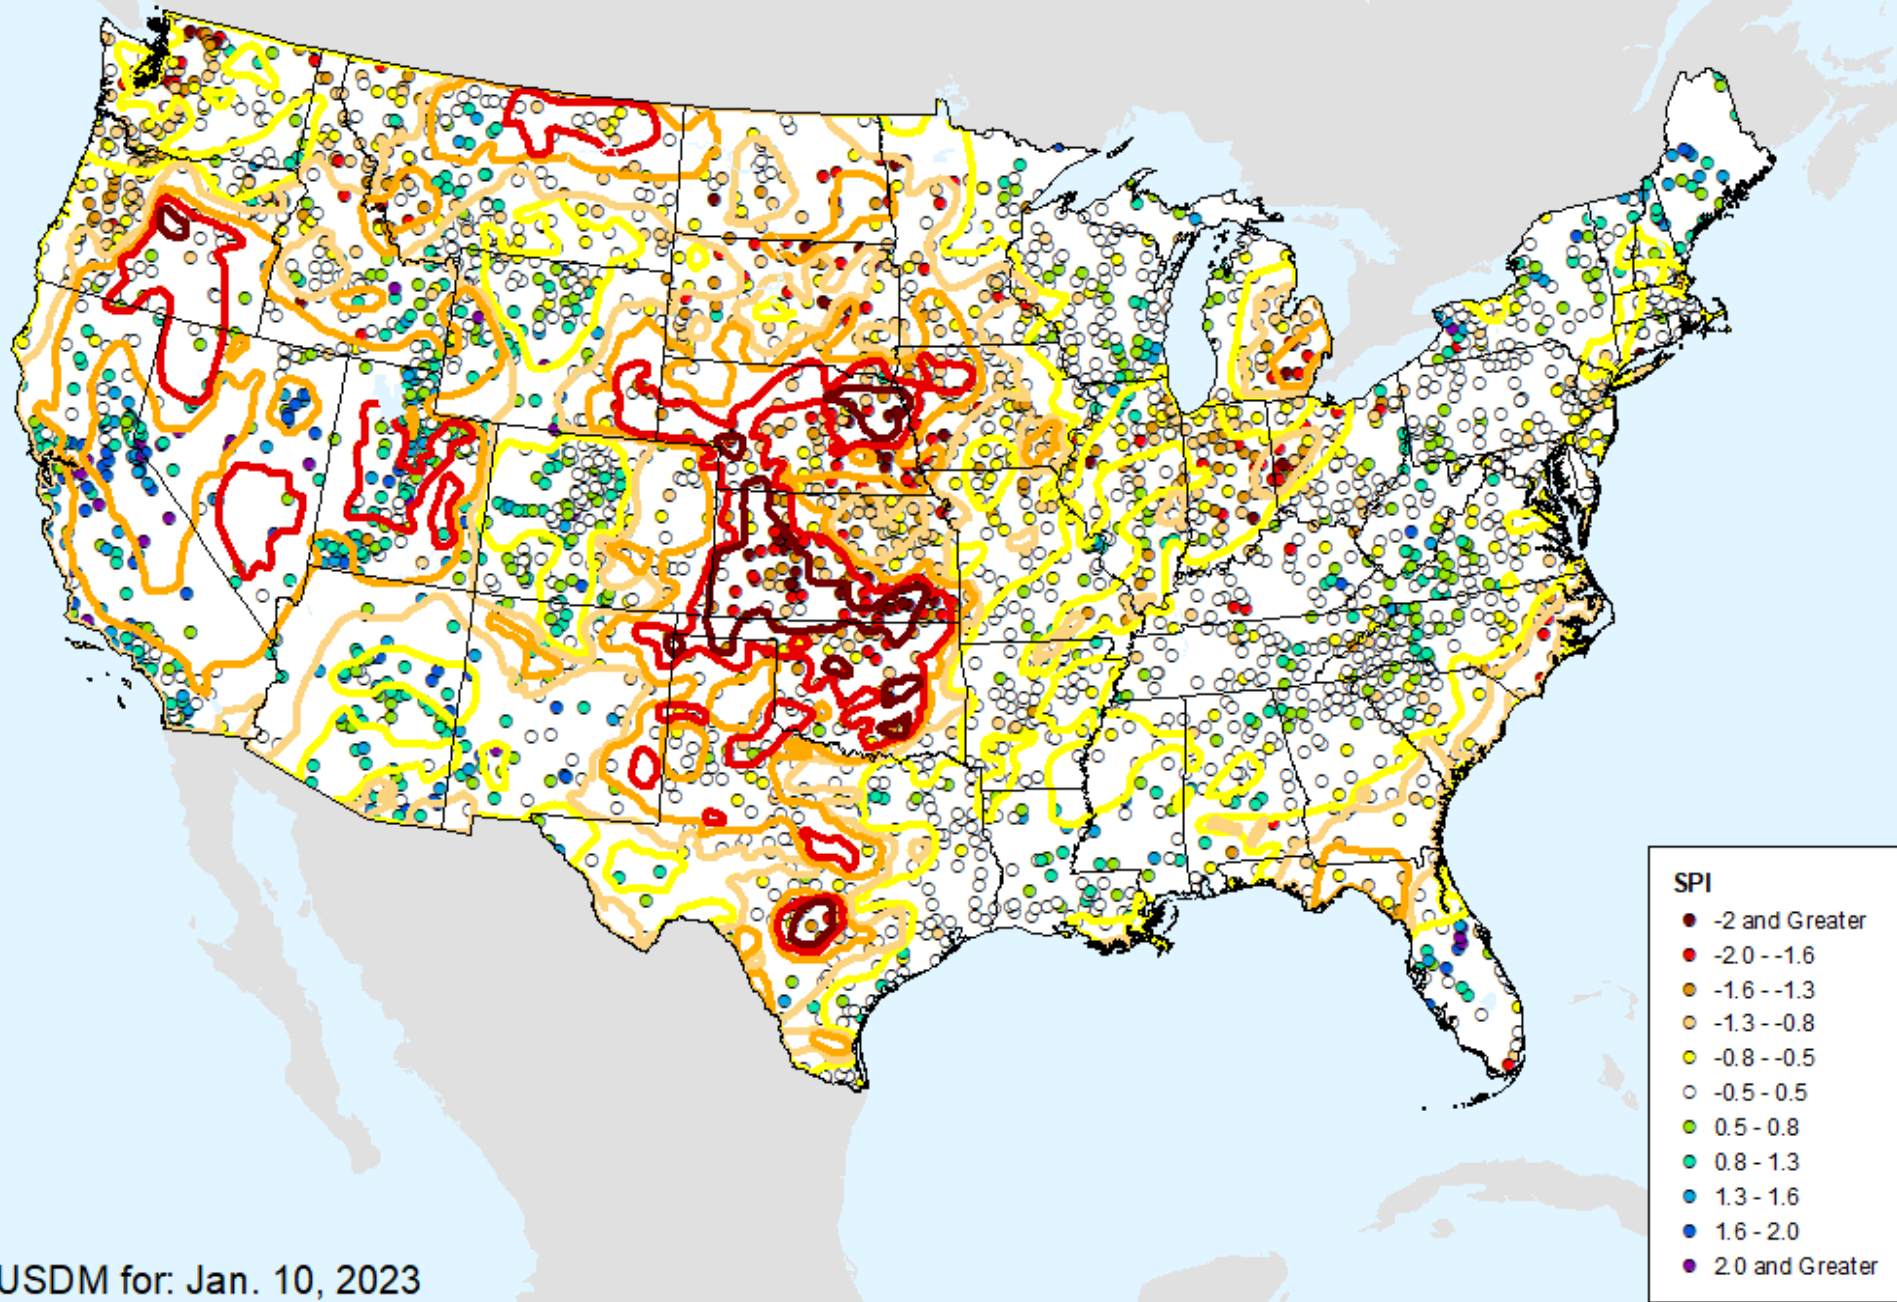 SPI
-2 and Greater
-2.0 - -1.6
-1.6 - -1.3
-1.3 - -0.8
-0.8 - -0.5
-0.5 - 0.5
0.5 - 0.8
0.8 - 1.3
1.3 - 1.6
1.6 - 2.0
2.0 and Greater
USDM for: Jan. 10, 2023